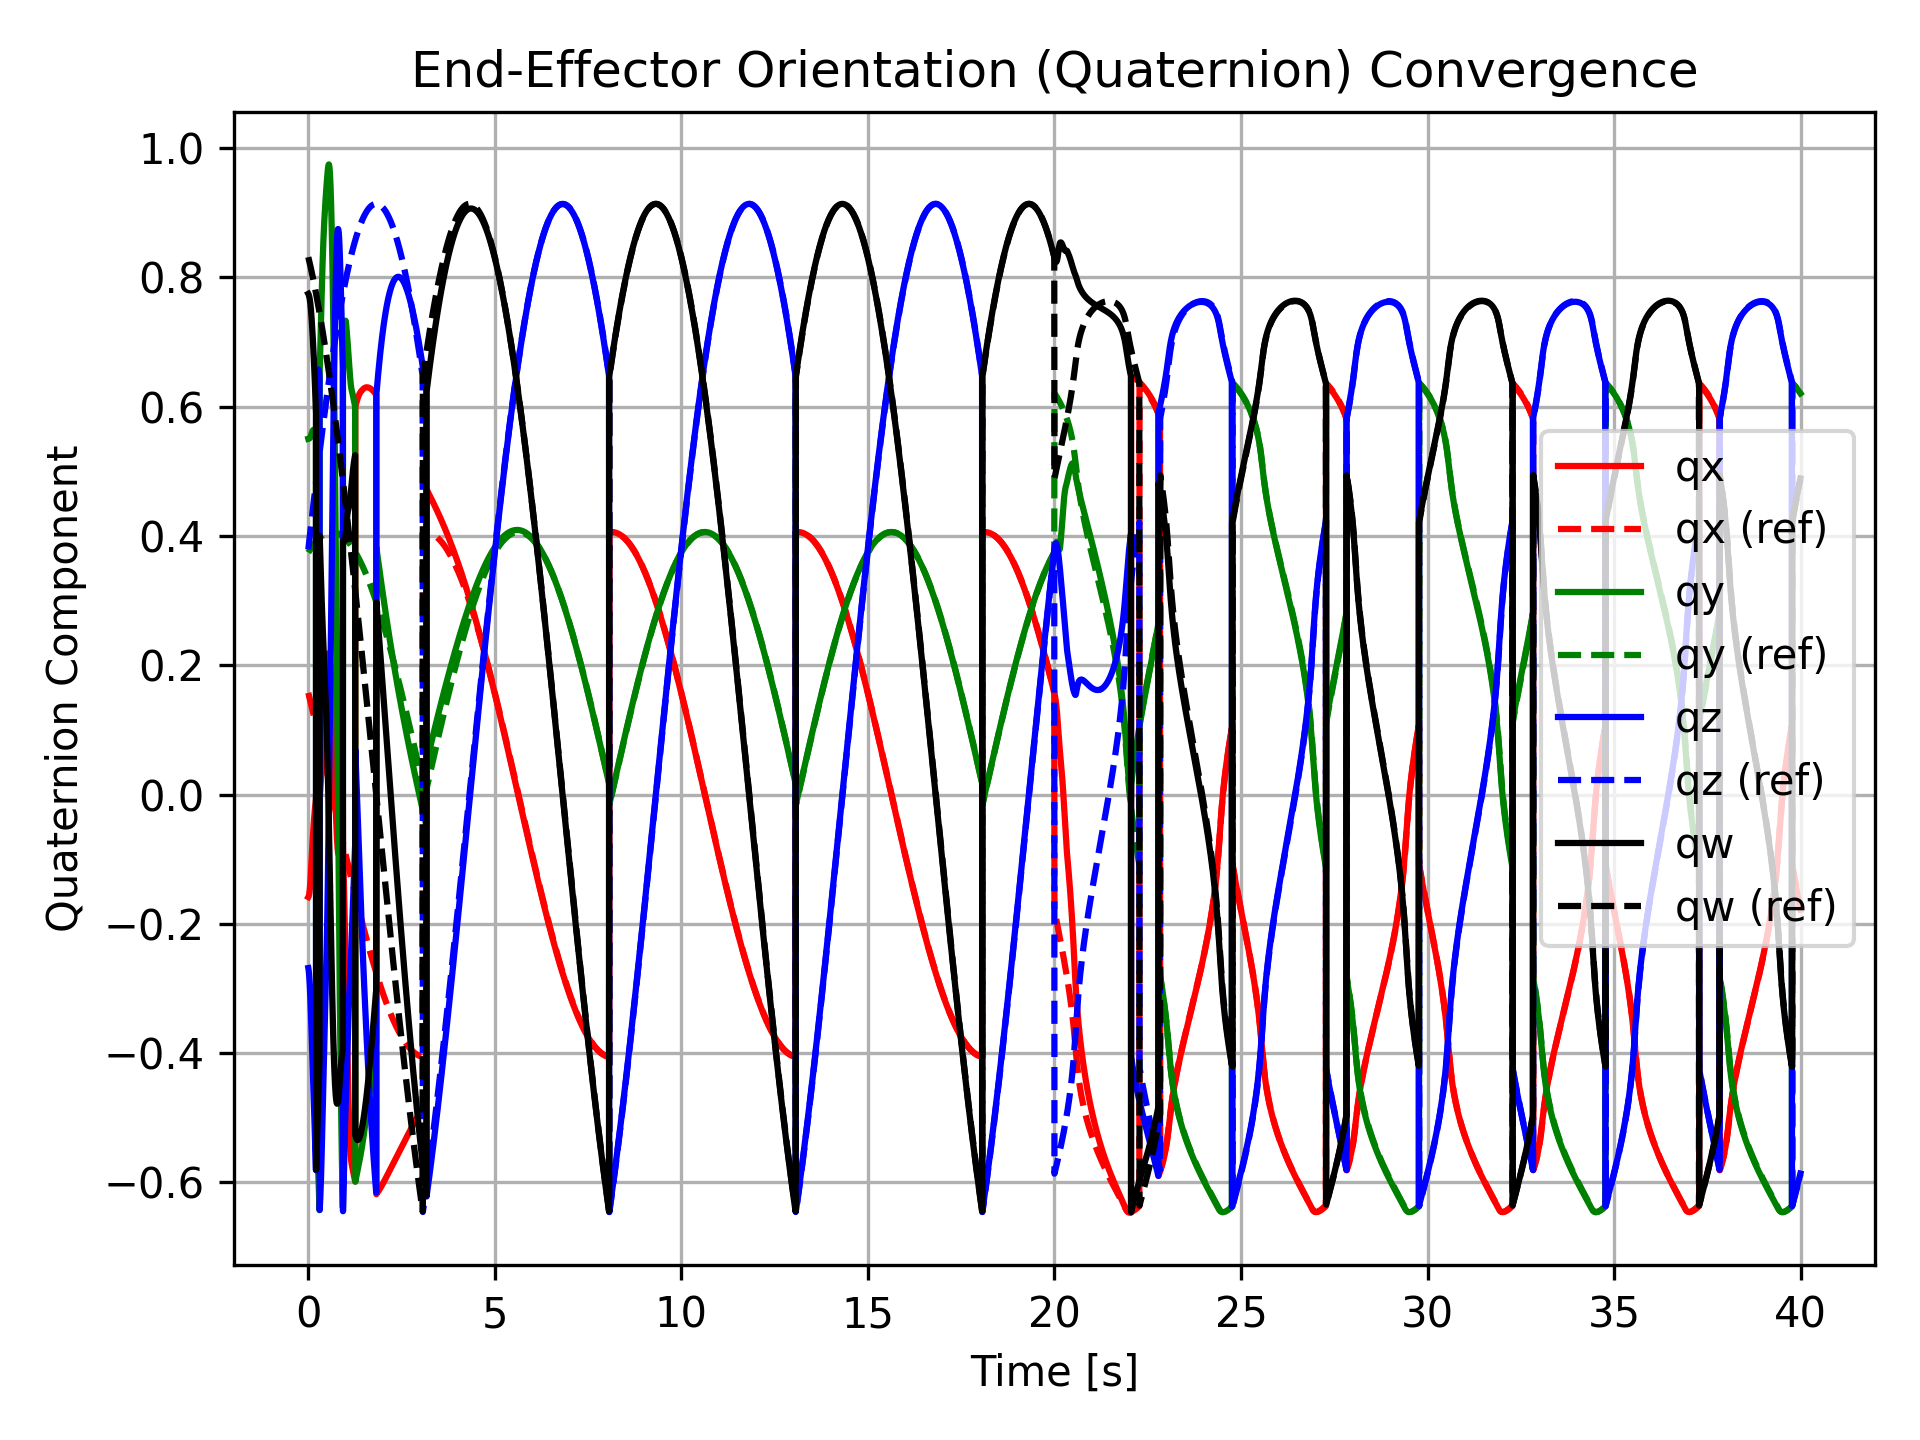 End-Effector Orientation (Quaternion) Convergence
Quaternion Component
1.0
0.8
0.6
0.4
0.2
0.0
−0.2
−0.4
−0.6
qx
qx (ref)
qy
qy (ref)
qz
qz (ref)
qw
qw (ref)
0 5 10 15 20 25 30 35 40
Time [s]